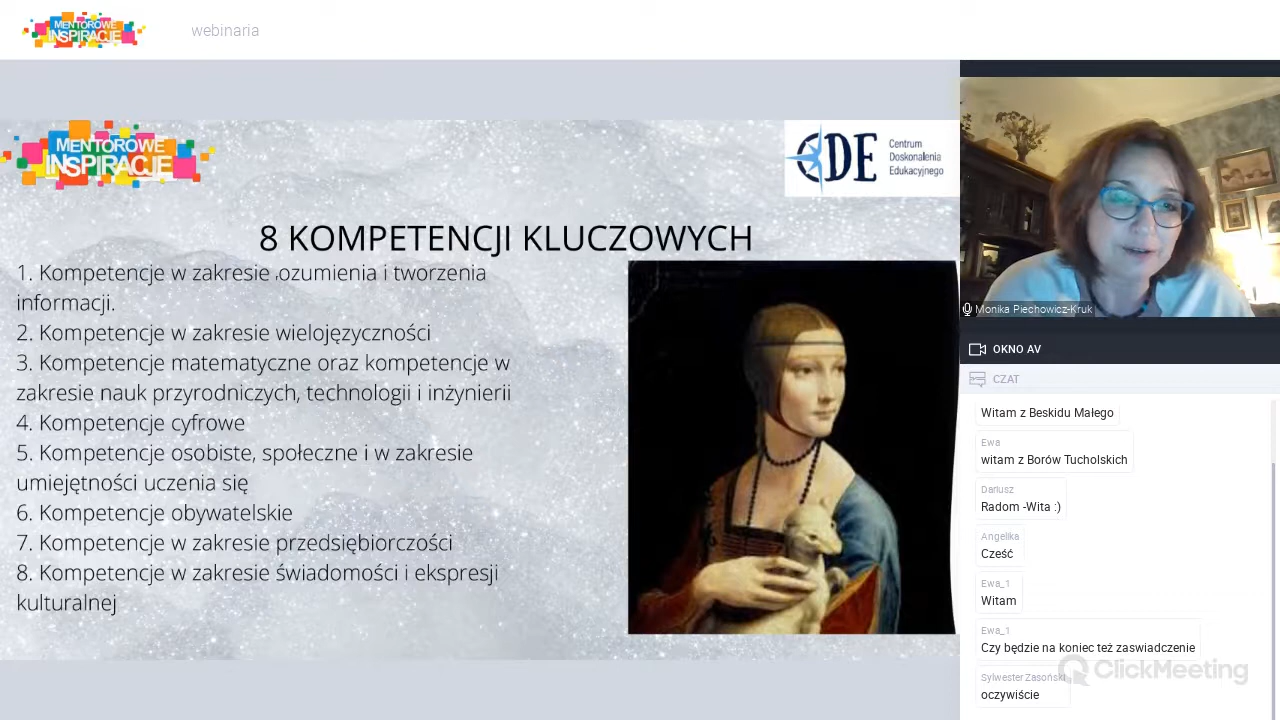 MENTOROWE
INSPIRACJE
webinaria
MENTOROWE
INSPIRACJE
CDE
Centrum
Doskonalenia
Edukacyjnego
8 KOMPETENCJI KLUCZOWYCH
1. Kompetencje w zakresie rozumienia i tworzenia
informacji.
2. Kompetencje w zakresie wielojęzyczności
3. Kompetencje matematyczne oraz kompetencje w
zakresie nauk przyrodniczych, technologii i inżynierii
4. Kompetencje cyfrowe
5. Kompetencje osobiste, społeczne i w zakresie
umiejętności uczenia się
6. Kompetencje obywatelskie
7. Kompetencje w zakresie przedsiębiorczości
8. Kompetencje w zakresie świadomości i ekspresji
kulturalnej
Monika Piechowicz-Kruk
OKNO AV
CZAT
Witam z Beskidu Małego
Ewa
witam z Borów Tucholskich
Dariusz
Radom -Wita :)
Angelika
Cześć
Ewa_1
Witam
Ewa_1
Czy będzie na koniec też zaswiadczenie
Sylwester Zasoński
oczywiście
ClickMeeting